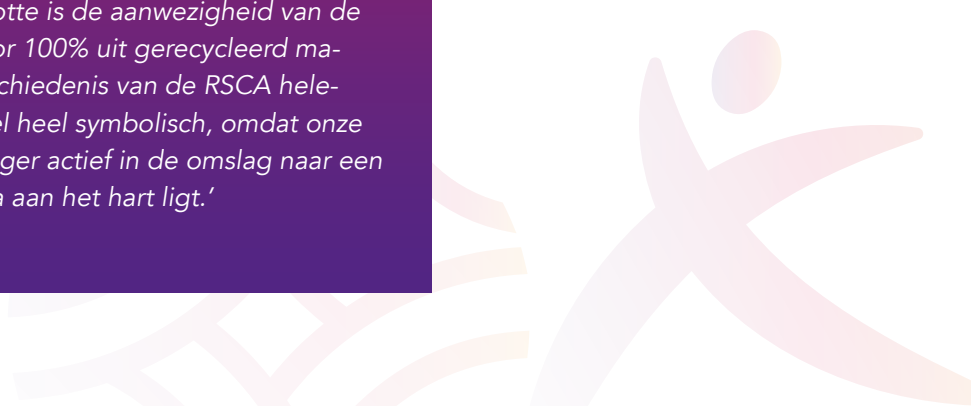 otte is de aanwezigheid van de
or 100% uit gerecycleerd ma-
chiedenis van de RSCA hele-
el heel symbolisch, omdat onze
ger actief in de omslag naar een
a aan het hart ligt.’